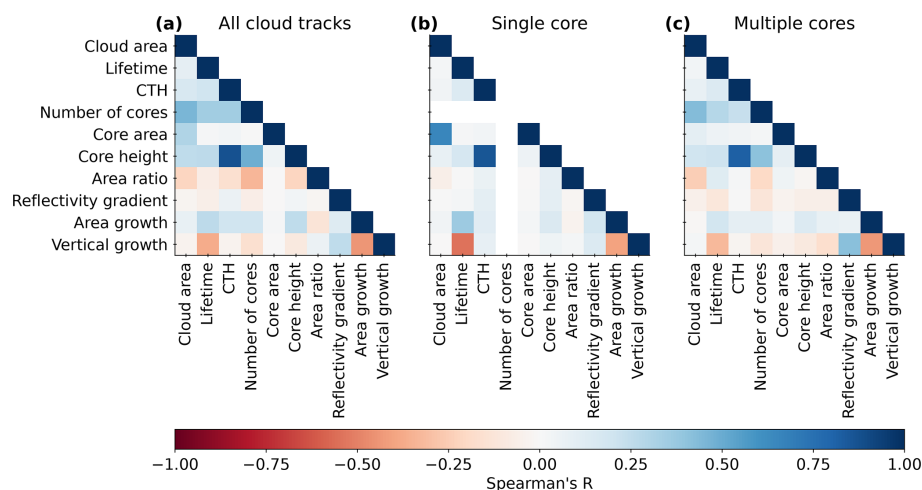 (a) All cloud tracks
(b) Single core
(c) Multiple cores
Cloud area
Lifetime
CTH
Number of cores
Core area
Core height
Area ratio
Reflectivity gradient
Area growth
Vertical growth
Cloud area
Lifetime
CTH
Number of cores
Core area
Core height
Area ratio
Reflectivity gradient
Area growth
Vertical growth
Cloud area
Lifetime
CTH
Number of cores
Core area
Core height
Area ratio
Reflectivity gradient
Area growth
Vertical growth
Cloud area
Lifetime
CTH
Number of cores
Core area
Core height
Area ratio
Reflectivity gradient
Area growth
Vertical growth
−1.00 −0.75 −0.50 −0.25 0.00 0.25 0.50 0.75 1.00
Spearman's R